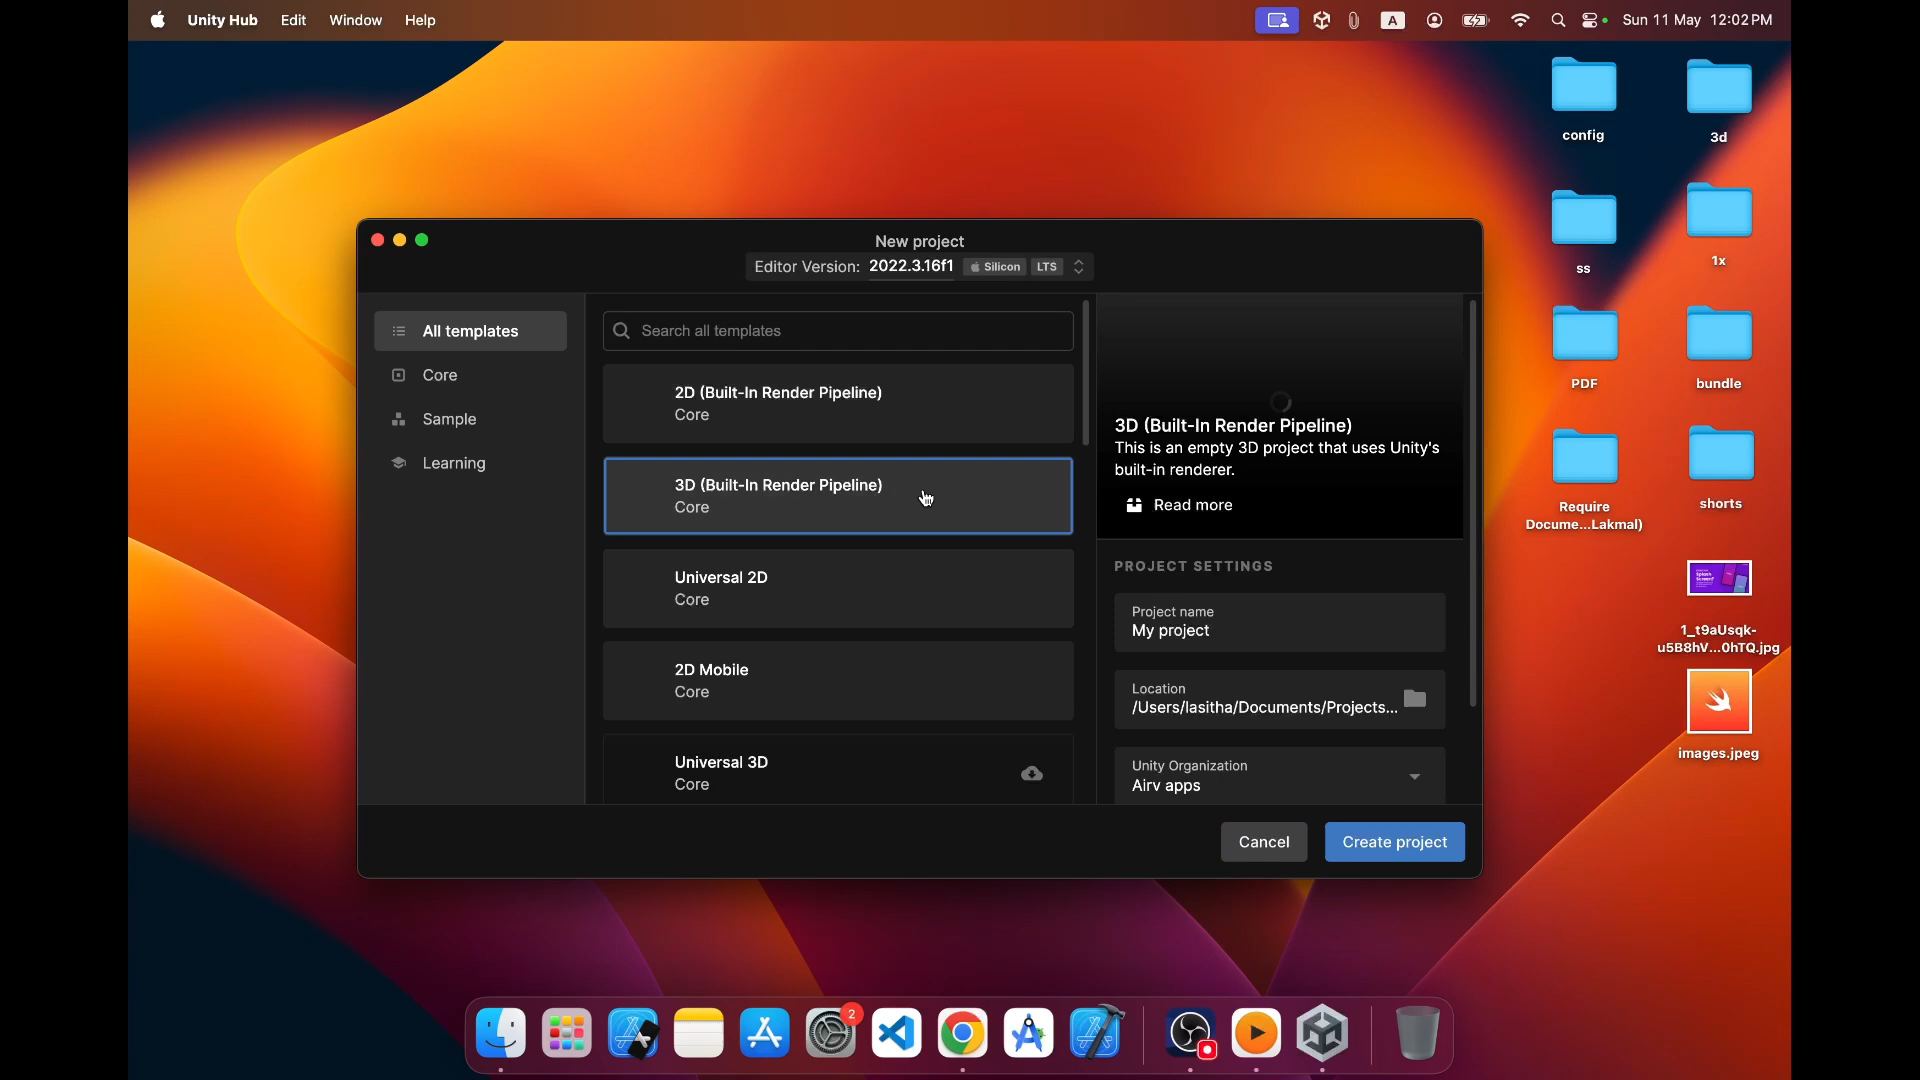 Unity Hub Edit Window Help
A Sun 11 May 12:02 PM
config
3d
ss
1x
PDF
bundle
Require
Docume...Lakmal)
shorts
1_t9aUsqk-
u5B8hV...0hTQ.jpg
images.jpeg
New project
Editor Version: 2022.3.16f1 Silicon LTS
All templates
Core
Sample
Learning
Search all templates
2D (Built-In Render Pipeline)
Core
3D (Built-In Render Pipeline)
Core
Universal 2D
Core
2D Mobile
Core
Universal 3D
Core
3D (Built-In Render Pipeline)
This is an empty 3D project that uses Unity's
built-in renderer.
Read more
PROJECT SETTINGS
Project name
My project
Location
/Users/lasitha/Documents/Projects...
Unity Organization
Airv apps
Cancel
Create project
2